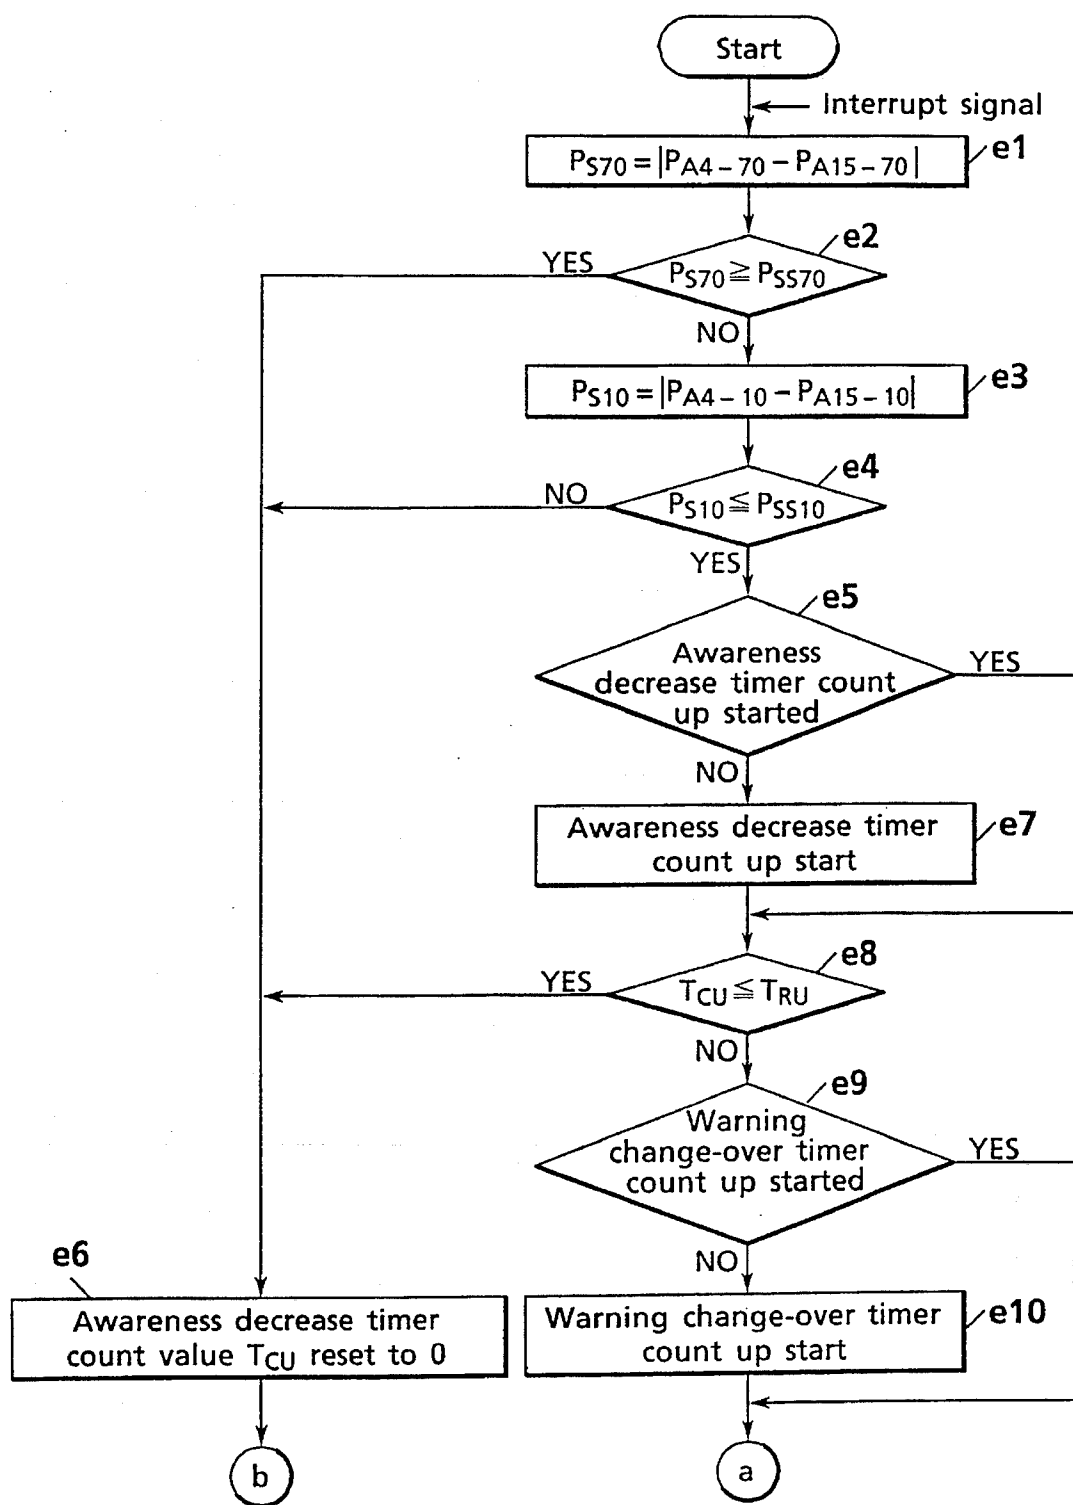 Start
Interrupt signal
PS70 = |PA4 – 70 – PA15 – 70|
e1
e2
YES
PS70 ≧ PSS70
NO
e3
PS10 = |PA4 – 10 – PA15 – 10|
e4
NO
PS10 ≦ PSS10
YES
e5
Awareness
decrease timer count
up started
YES
NO
Awareness decrease timer
count up start
e7
e8
YES
TCU ≦ TRU
NO
e9
Warning
change-over timer
count up started
YES
NO
e6
Awareness decrease timer
count value TCU reset to 0
Warning change-over timer
count up start
e10
b
a